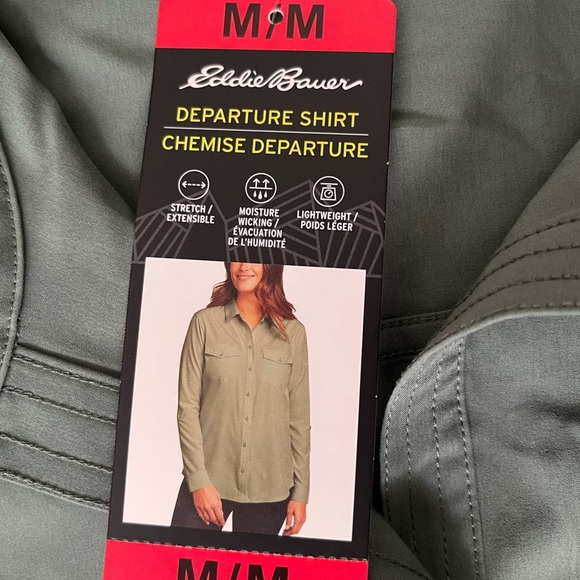 M/M
Eddie Bauer
DEPARTURE SHIRT
CHEMISE DEPARTURE
STRETCH /
EXTENSIBLE
MOISTURE
WICKING /
ÉVACUATION
DE L'HUMIDITÉ
LIGHTWEIGHT /
POIDS LÉGER
M/M